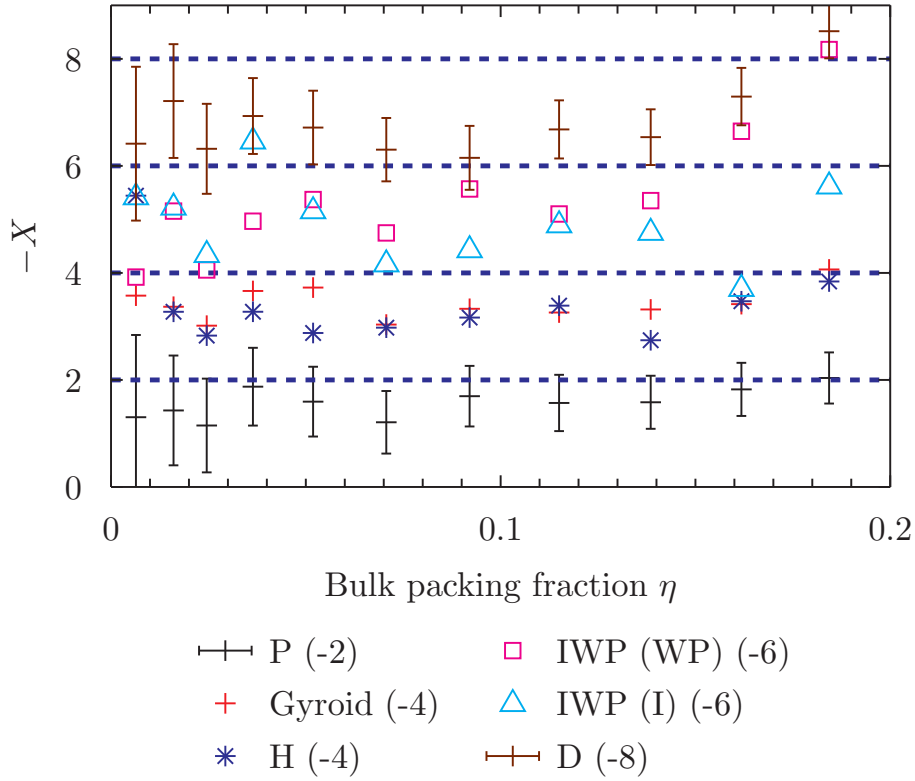 8
6
4
2
0
−X
0 0.1 0.2
Bulk packing fraction η
P (-2) IWP (WP) (-6)
Gyroid (-4) IWP (I) (-6)
H (-4) D (-8)